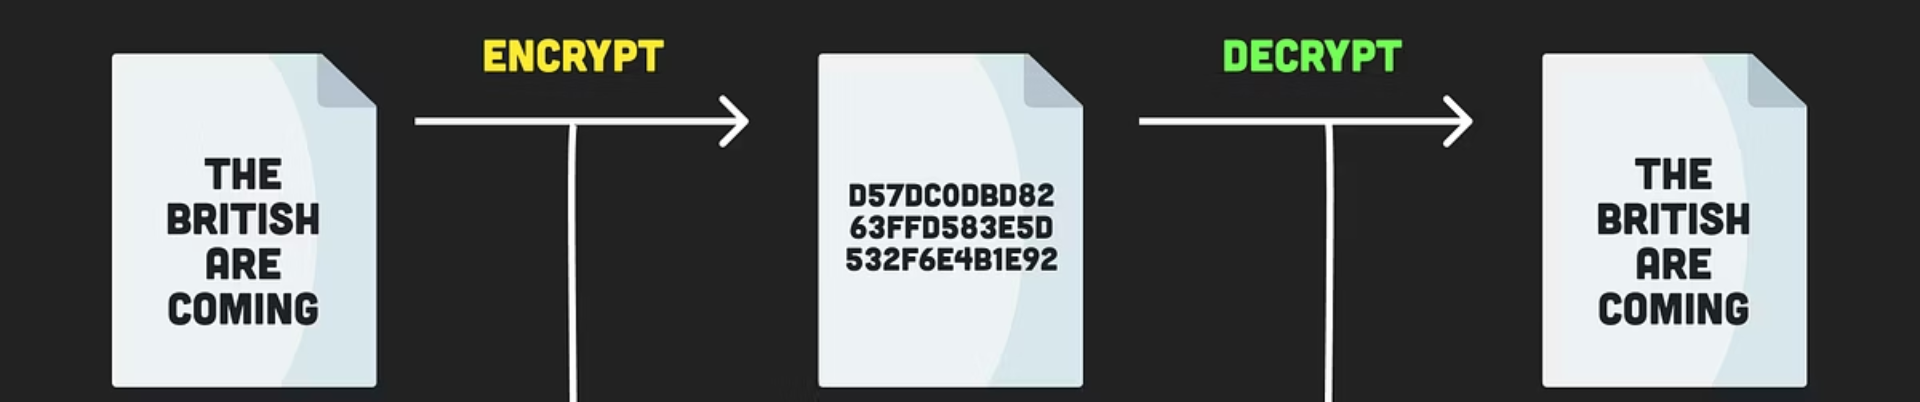 ENCRYPT
DECRYPT
THE
BRITISH
ARE
COMING
D57DC0DBD82
63FFD583E5D
532F6E4B1E92
THE
BRITISH
ARE
COMING